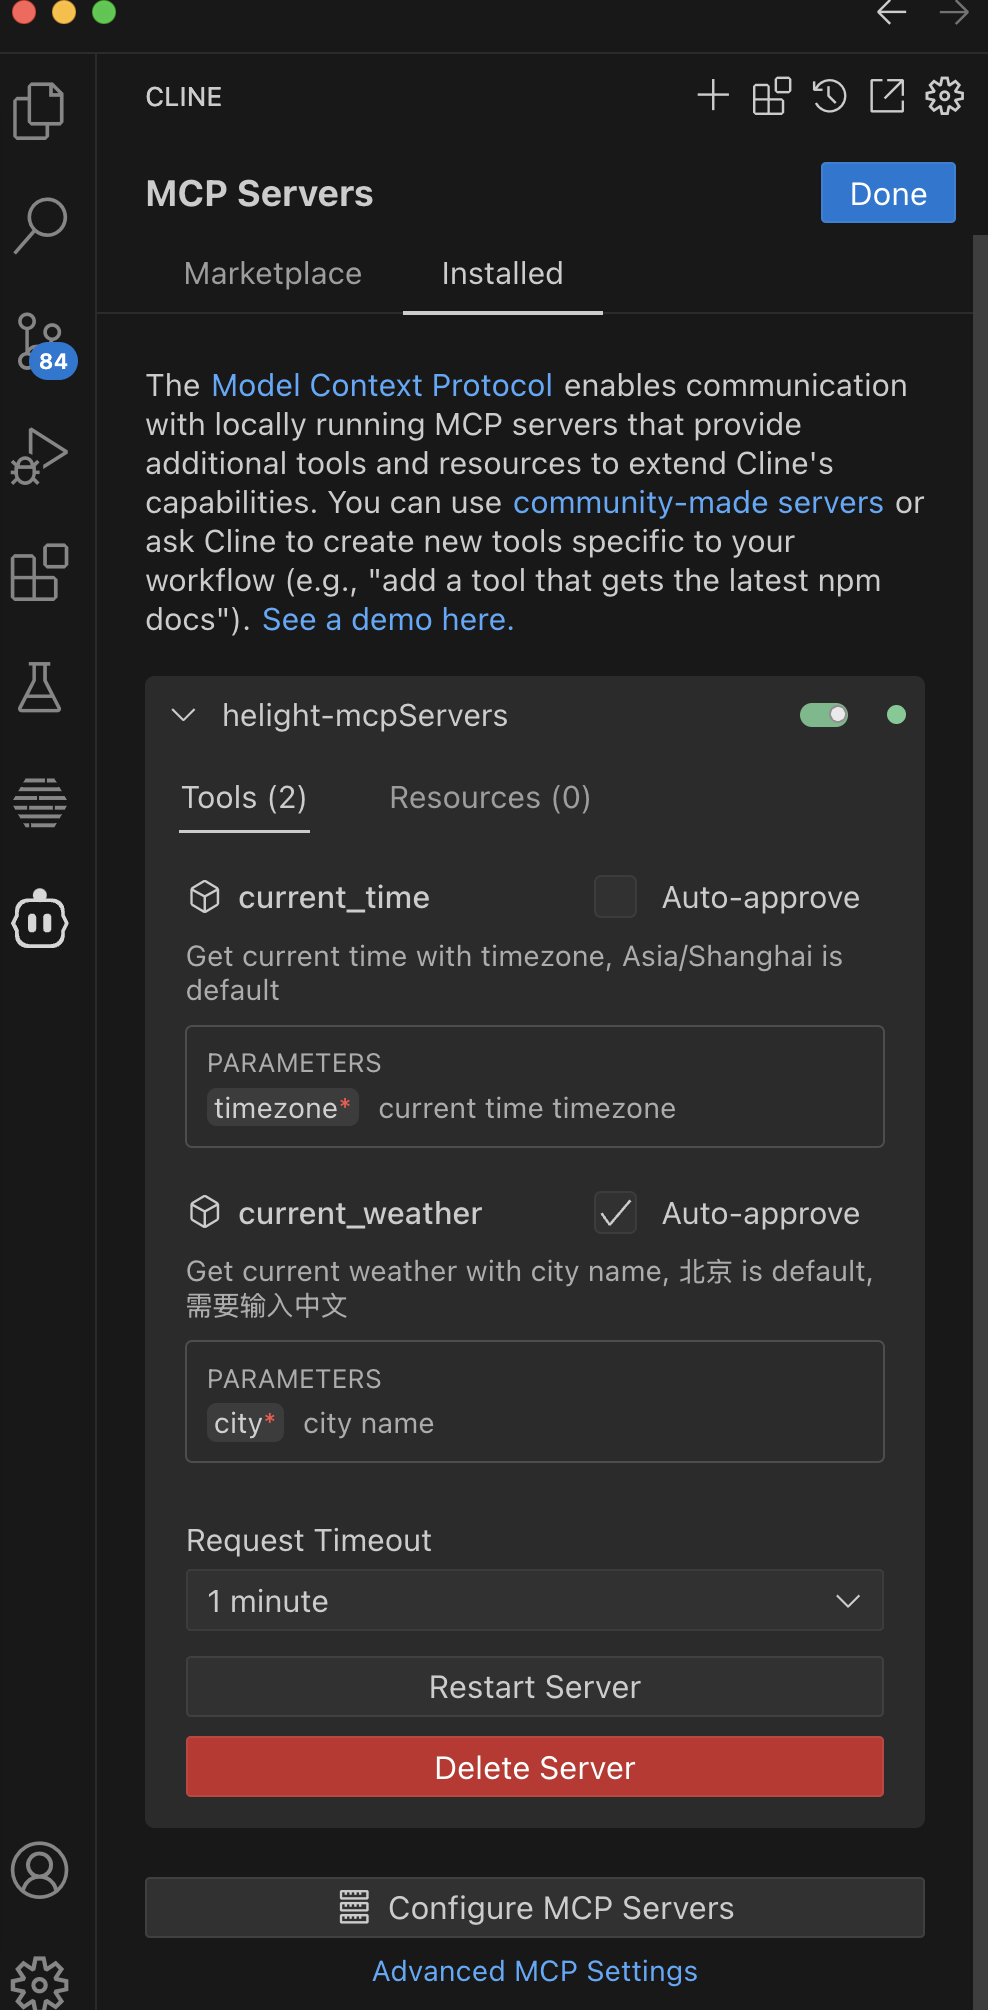 CLINE
MCP Servers
Done
Marketplace
Installed
84
The Model Context Protocol enables communication
with locally running MCP servers that provide
additional tools and resources to extend Cline's
capabilities. You can use community-made servers or
ask Cline to create new tools specific to your
workflow (e.g., "add a tool that gets the latest npm
docs"). See a demo here.
helight-mcpServers
Tools (2)
Resources (0)
current_time
Auto-approve
Get current time with timezone, Asia/Shanghai is
default
PARAMETERS
timezone* current time timezone
current_weather
Auto-approve
Get current weather with city name, 北京 is default,
需要输入中文
PARAMETERS
city* city name
Request Timeout
1 minute
Restart Server
Delete Server
Configure MCP Servers
Advanced MCP Settings